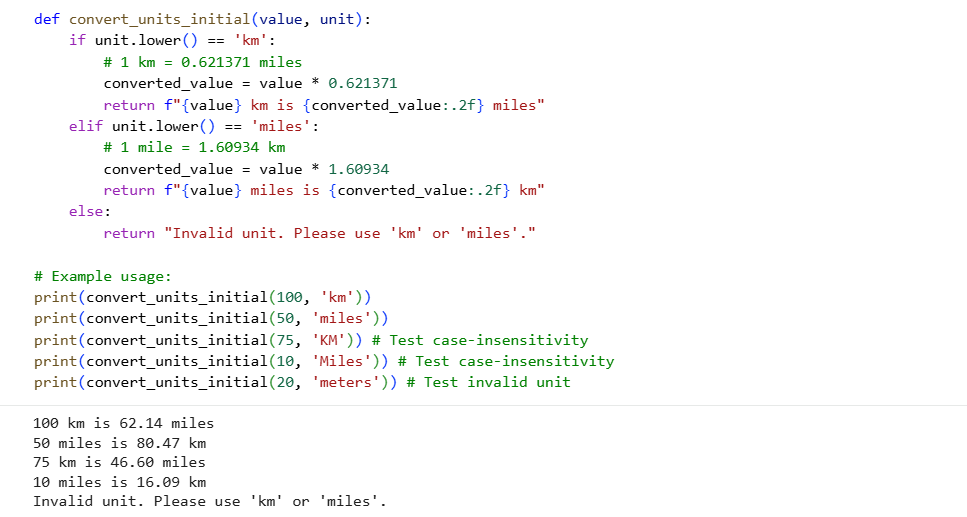 def convert_units_initial(value, unit):
    if unit.lower() == 'km':
        # 1 km = 0.621371 miles
        converted_value = value * 0.621371
        return f"{value} km is {converted_value:.2f} miles"
    elif unit.lower() == 'miles':
        # 1 mile = 1.60934 km
        converted_value = value * 1.60934
        return f"{value} miles is {converted_value:.2f} km"
    else:
        return "Invalid unit. Please use 'km' or 'miles'."

# Example usage:
print(convert_units_initial(100, 'km'))
print(convert_units_initial(50, 'miles'))
print(convert_units_initial(75, 'KM')) # Test case-insensitivity
print(convert_units_initial(10, 'Miles')) # Test case-insensitivity
print(convert_units_initial(20, 'meters')) # Test invalid unit

100 km is 62.14 miles
50 miles is 80.47 km
75 km is 46.60 miles
10 miles is 16.09 km
Invalid unit. Please use 'km' or 'miles'.